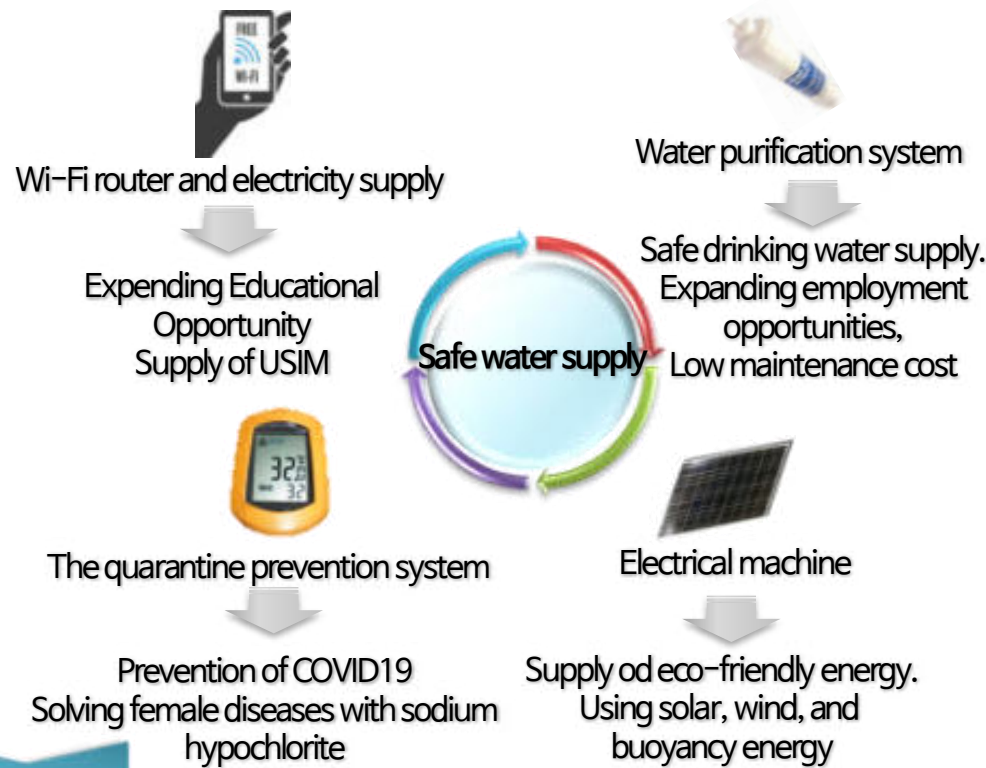 FREE
WI-FI
Wi-Fi router and electricity supply
Expending Educational
Opportunity
Supply of USIM
Water purification system
Safe drinking water supply.
Expanding employment
opportunities,
Low maintenance cost
Safe water supply
32
32
The quarantine prevention system
Prevention of COVID19
Solving female diseases with sodium
hypochlorite
Electrical machine
Supply od eco-friendly energy.
Using solar, wind, and
buoyancy energy